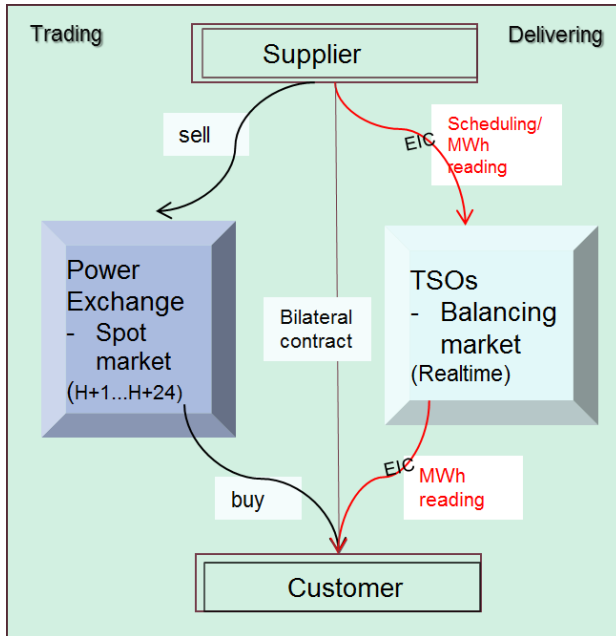 Trading
Delivering
Supplier
sell
EIC
Scheduling/
MWh
reading
Power
Exchange
- Spot
market
(H+1...H+24)
Bilateral
contract
TSOs
- Balancing
market
(Realtime)
buy
EIC
MWh
reading
Customer